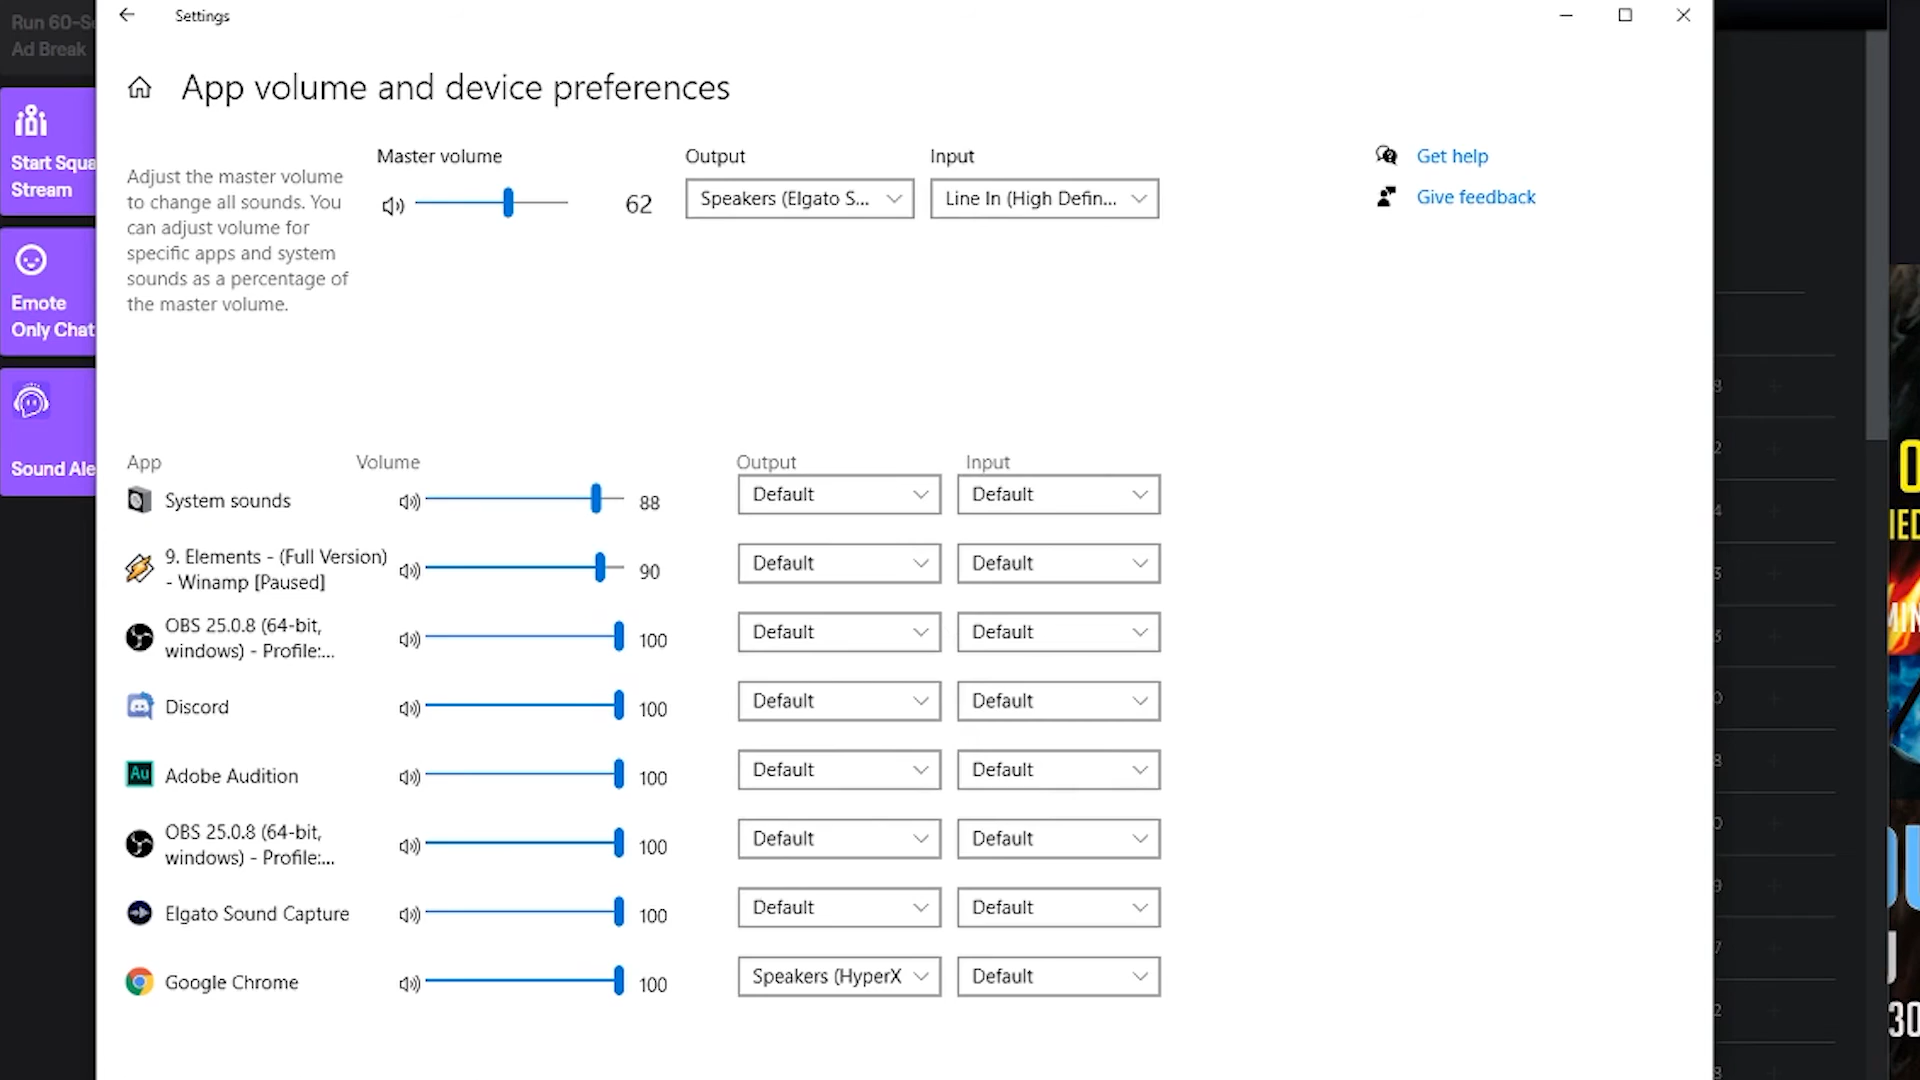 Run 60-Se
Ad Break
Settings
App volume and device preferences
Start Squa
Stream
Emote
Only Chat
Sound Ale
Adjust the master volume
to change all sounds. You
can adjust volume for
specific apps and system
sounds as a percentage of
the master volume.
Master volume
62
Output
Speakers (Elgato S...
Input
Line In (High Defin...
Get help
Give feedback
App Volume Output Input
System sounds 88 Default Default
9. Elements - (Full Version)
- Winamp [Paused] 90 Default Default
OBS 25.0.8 (64-bit,
windows) - Profile:... 100 Default Default
Discord 100 Default Default
Au Adobe Audition 100 Default Default
OBS 25.0.8 (64-bit,
windows) - Profile:... 100 Default Default
Elgato Sound Capture 100 Default Default
Google Chrome 100 Speakers (HyperX Default
IED
MIN
30